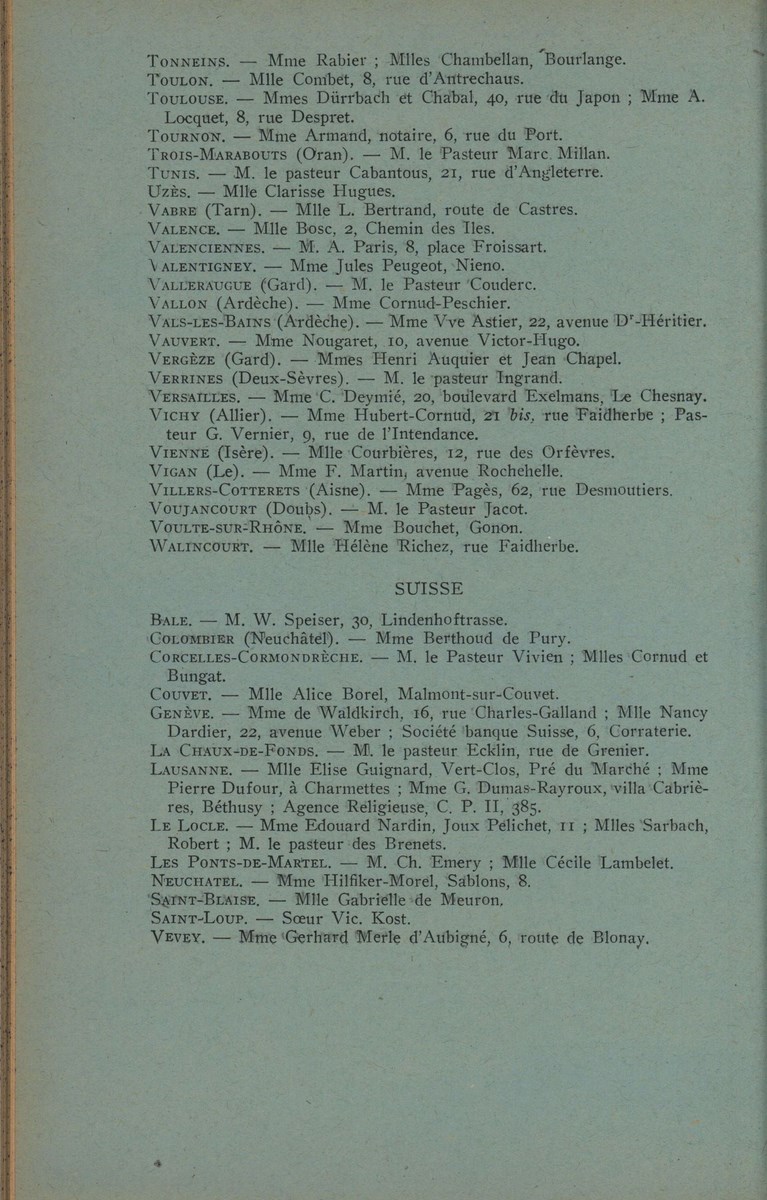 TONNEINS. — Mme Rabier ; Mlles Chambellan, Bourlange.
TOULON. — Mlle Combet, 8, rue d'Antrechaus.
TOULOUSE. — Mmes Dürrbach et Chabal, 40, rue du Japon ; Mme A.
Locquet, 8, rue Despret.
TOURNON. — Mme Armand, notaire, 6, rue du Port.
TROIS-MARABOUTS (Oran). — M. le Pasteur Marc Millan.
TUNIS. — M. le pasteur Cabantous, 21, rue d'Angleterre.
UZÈS. — Mlle Clarisse Hugues.
VABRE (Tarn). — Mlle L. Bertrand, route de Castres.
VALENCE. — Mlle Bosc, 2, Chemin des Iles.
VALENCIENNES. — M. A. Paris, 8, place Froissart.
VALENTIGNEY. — Mme Jules Peugeot, Nieno.
VALLERAUGUE (Gard). — M. le Pasteur Couderc.
VALLON (Ardèche). — Mme Cornud-Peschier.
VALS-LES-BAINS (Ardèche). — Mme Vve Astier, 22, avenue Dr-Héritier.
VAUVERT. — Mme Nougaret, 10, avenue Victor-Hugo.
VERGÈZE (Gard). — Mmes Henri Auquier et Jean Chapel.
VERRINES (Deux-Sèvres). — M. le pasteur Ingrand.
VERSAILLES. — Mme C. Deymié, 20, boulevard Exelmans, Le Chesnay.
VICHY (Allier). — Mme Hubert-Cornud, 21 bis, rue Faidherbe ; Pas-
teur G. Vernier, 9, rue de l'Intendance.
VIENNE (Isère). — Mlle Courbières, 12, rue des Orfèvres.
VIGAN (Le). — Mme F. Martin, avenue Rochehelle.
VILLERS-COTTERETS (Aisne). — Mme Pagès, 62, rue Desmoutiers.
VOUJANCOURT (Doubs). — M. le Pasteur Jacot.
VOULTE-SUR-RHÔNE. — Mme Bouchet, Gonon.
WALINCOURT. — Mlle Hélène Richez, rue Faidherbe.
SUISSE
BALE. — M. W. Speiser, 30, Lindenhoftrasse.
COLOMBIER (Neuchâtel). — Mme Berthoud de Pury.
CORCELLES-CORMONDRÈCHE. — M. le Pasteur Vivien ; Mlles Cornud et
Bungat.
COUVET. — Mlle Alice Borel, Malmont-sur-Couvet.
GENÈVE. — Mme de Waldkirch, 16, rue Charles-Galland ; Mlle Nancy
Dardier, 22, avenue Weber ; Société banque Suisse, 6, Corraterie.
LA CHAUX-DE-FONDS. — M. le pasteur Ecklin, rue de Grenier.
LAUSANNE. — Mlle Elise Guignard, Vert-Clos, Pré du Marché ; Mme
Pierre Dufour, à Charmettes ; Mme G. Dumas-Rayroux, villa Cabriè-
res, Béthusy ; Agence Religieuse, C. P. II, 385.
LE LOCLE. — Mme Edouard Nardin, Joux Pélichet, 11 ; Mlles Sarbach,
Robert ; M. le pasteur des Brenets.
LES PONTS-DE-MARTEL. — M. Ch. Emery ; Mlle Cécile Lambelet.
NEUCHATEL. — Mme Hilfiker-Morel, Sablons, 8.
SAINT-BLAISE. — Mlle Gabrielle de Meuron.
SAINT-LOUP. — Sœur Vic. Kost.
VEVEY. — Mme Gerhard Merle d'Aubigné, 6, route de Blonay.